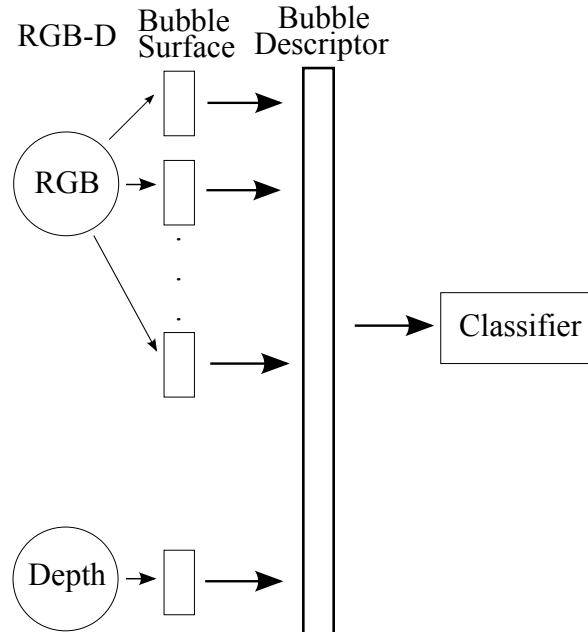 RGB-D
Bubble
Surface
Bubble
Descriptor
RGB
Classifier
Depth